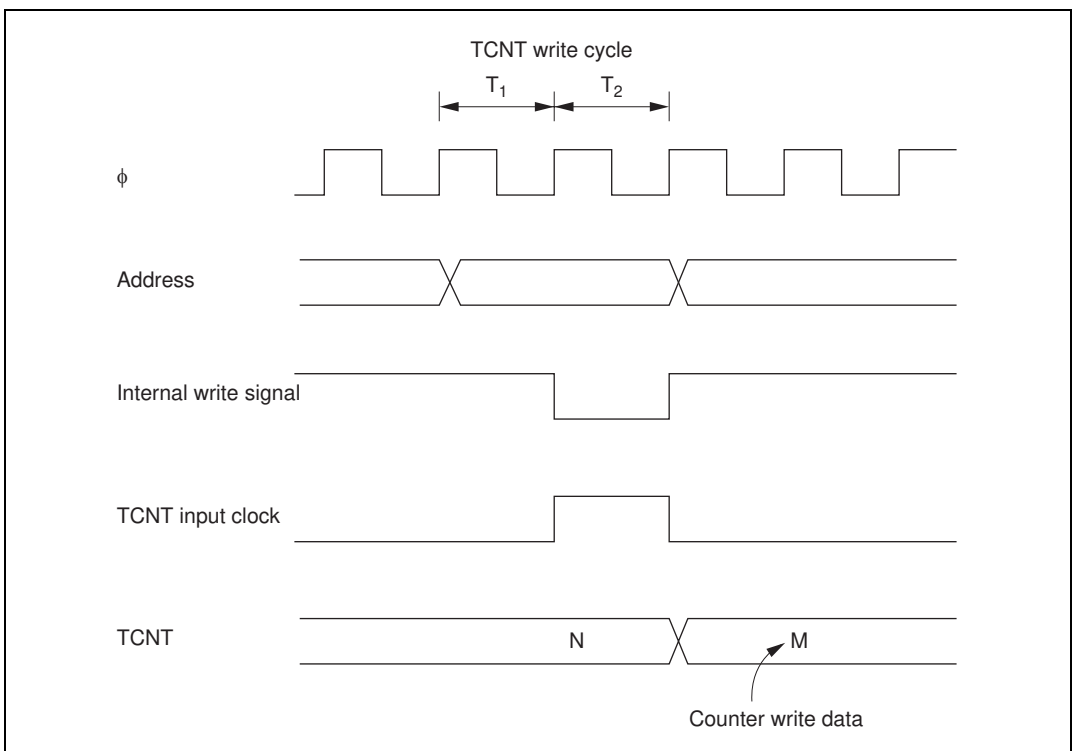 TCNT write cycle
T1 T2
ϕ
Address
Internal write signal
TCNT input clock
TCNT N M
Counter write data